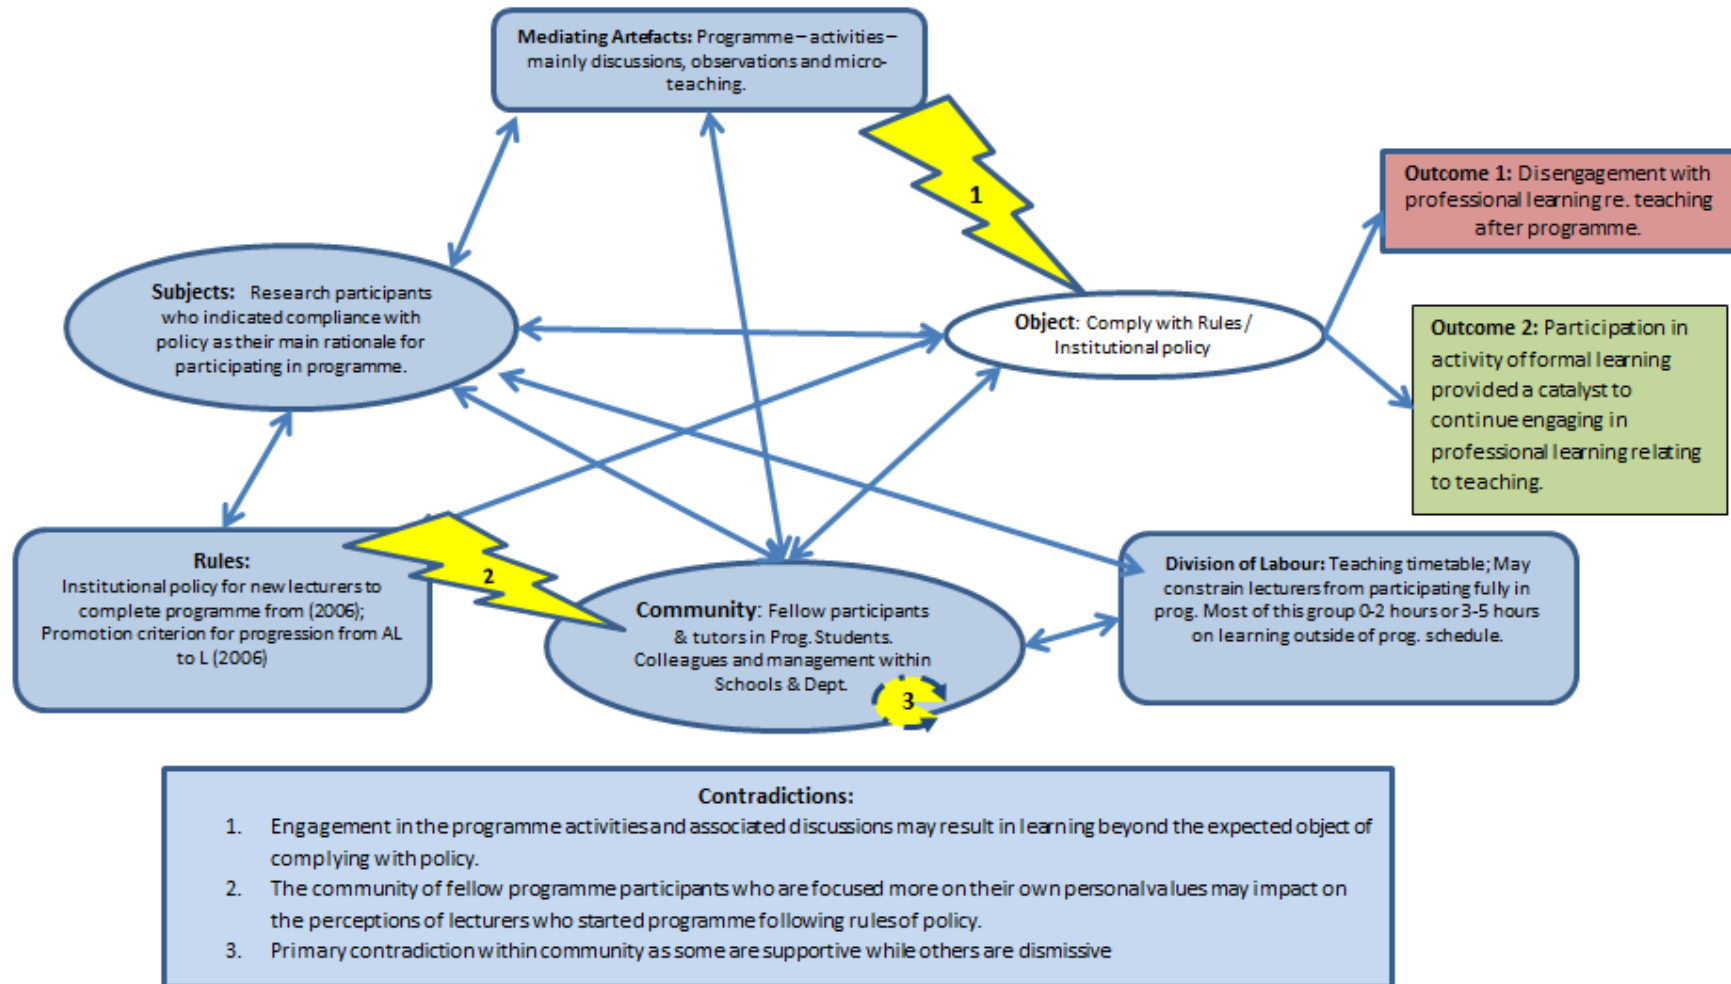 Mediating Artefacts: Programme – activities –
mainly discussions, observations and micro-
teaching.
1
Outcome 1: Disengagement with
professional learning re. teaching
after programme.
Subjects: Research participants
who indicated compliance with
policy as their main rationale for
participating in programme.
Object: Comply with Rules /
Institutional policy
Outcome 2: Participation in
activity of formal learning
provided a catalyst to
continue engaging in
professional learning relating
to teaching.
Rules:
Institutional policy for new lecturers to
complete programme from (2006);
Promotion criterion for progression from AL
to L (2006)
2
Community: Fellow participants
& tutors in Prog. Students.
Colleagues and management within
Schools & Dept.
3
Division of Labour: Teaching timetable; May
constrain lecturers from participating fully in
prog. Most of this group 0-2 hours or 3-5 hours
on learning outside of prog. schedule.
Contradictions:
1. Engagement in the programme activities and associated discussions may result in learning beyond the expected object of
complying with policy.
2. The community of fellow programme participants who are focused more on their own personal values may impact on
the perceptions of lecturers who started programme following rules of policy.
3. Primary contradiction within community as some are supportive while others are dismissive